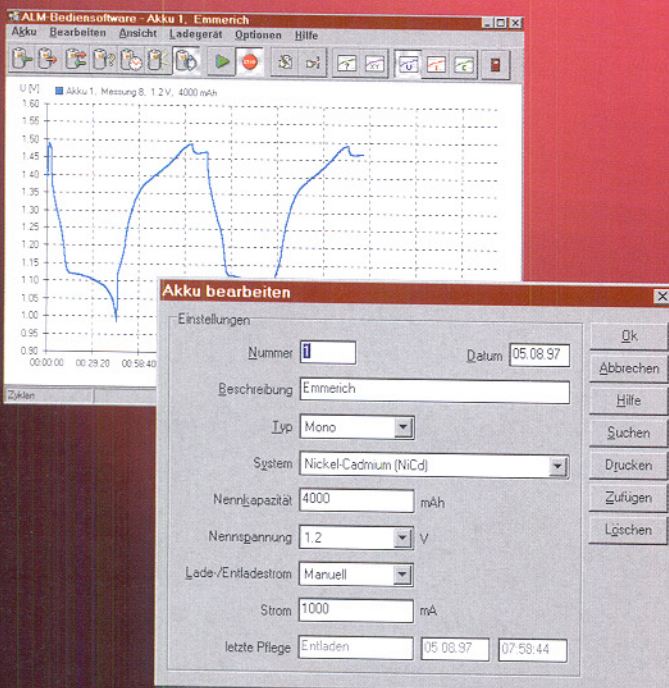 ALM-Bediensoftware - Akku 1, Emmerich
Akku Bearbeiten Ansicht Ladegerät Optionen Hilfe
U [V]
Akku 1, Messung 8, 1.2 V, 4000 mAh
1.60
1.55
1.50
1.45
1.40
1.35
1.30
1.25
1.20
1.15
1.10
1.05
1.00
0.95
0.90
00:00:00 00:29:20 00:58:40
Zyklen
Akku bearbeiten
Einstellungen
Nummer 1 Datum 05.08.97
Beschreibung Emmerich
Typ Mono
System Nickel-Cadmium (NiCd)
Nennkapazität 4000 mAh
Nennspannung 1.2 V
Lade-/Entladestrom Manuell
Strom 1000 mA
letzte Pflege Entladen 05.08.97 07:58:44
Ok
Abbrechen
Hilfe
Suchen
Drucken
Zufügen
Löschen